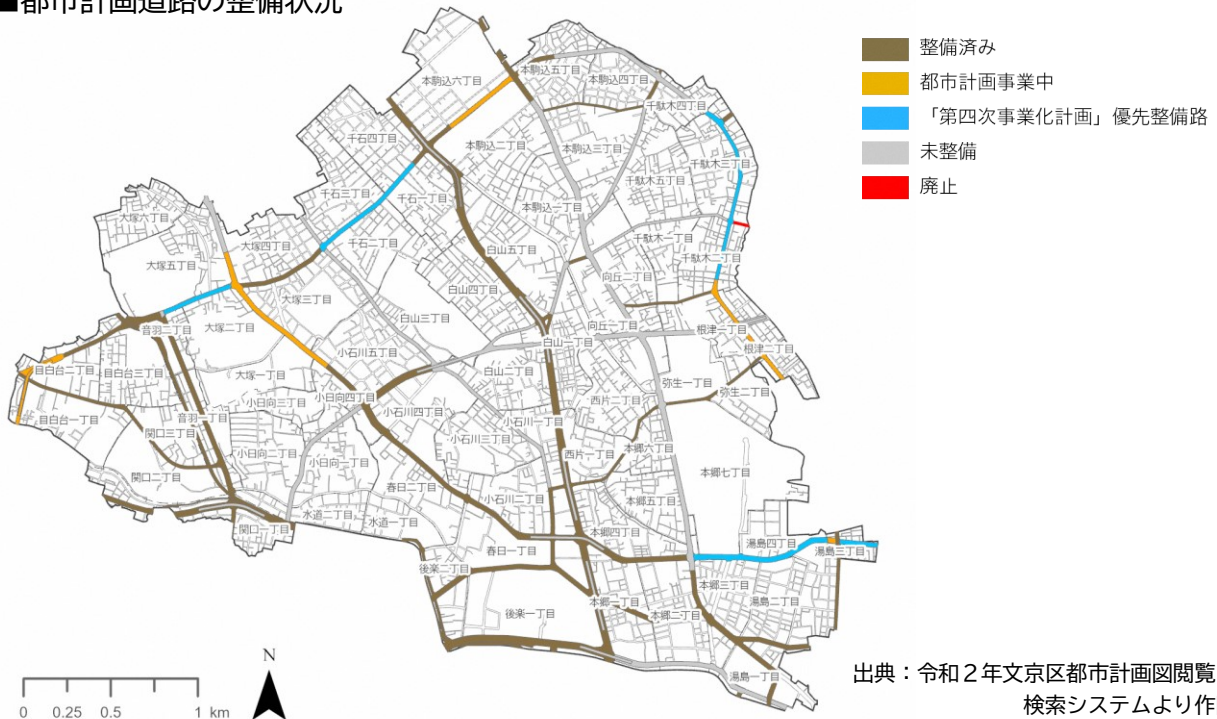 ■都市計画道路の整備状況
整備済み
都市計画事業中
「第四次事業化計画」優先整備路
未整備
廃止
本駒込六丁目
本駒込五丁目
本駒込四丁目
千駄木四丁目
千石四丁目
本駒込二丁目
本駒込三丁目
千駄木三丁目
千石三丁目
千石一丁目
千駄木五丁目
本駒込一丁目
大塚六丁目
大塚四丁目
千石二丁目
千駄木一丁目
白山五丁目
千駄木二丁目
大塚五丁目
向丘二丁目
白山四丁目
大塚三丁目
白山三丁目
向丘一丁目
根津一丁目
音羽二丁目
大塚二丁目
白山一丁目
根津二丁目
小石川五丁目
目白台二丁目
目白台三丁目
大塚一丁目
白山二丁目
弥生一丁目
弥生二丁目
小日向四丁目
小日向三丁目
西片二丁目
小石川四丁目
目白台一丁目
音羽一丁目
小石川一丁目
関口三丁目
小石川三丁目
小日向二丁目
小日向一丁目
西片一丁目
本郷六丁目
本郷七丁目
関口二丁目
春日二丁目
小石川二丁目
本郷五丁目
水道二丁目
水道一丁目
関口一丁目
本郷四丁目
湯島四丁目
湯島三丁目
春日一丁目
後楽二丁目
本郷三丁目
湯島二丁目
本郷一丁目
後楽一丁目
本郷二丁目
湯島一丁目
N
0 0.25 0.5 1 km
出典：令和２年文京区都市計画図閲覧
検索システムより作